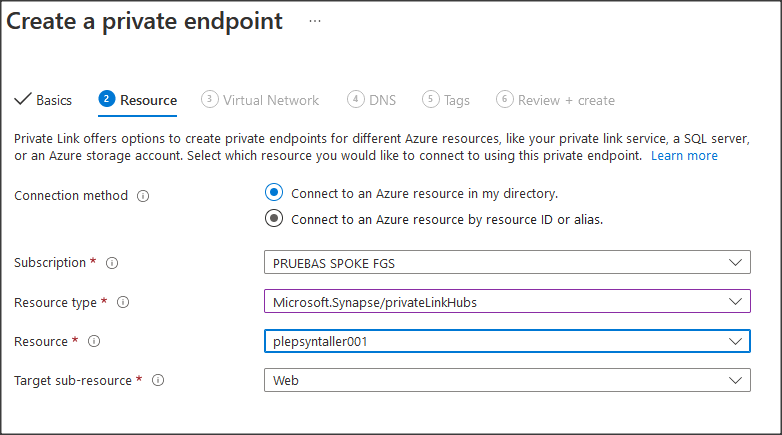 Create a private endpoint ...
Basics 2 Resource 3 Virtual Network 4 DNS 5 Tags 6 Review + create
Private Link offers options to create private endpoints for different Azure resources, like your private link service, a SQL server,
or an Azure storage account. Select which resource you would like to connect to using this private endpoint. Learn more
Connection method Connect to an Azure resource in my directory.
Connect to an Azure resource by resource ID or alias.
Subscription * PRUEBAS SPOKE FGS
Resource type * Microsoft.Synapse/privateLinkHubs
Resource * plepsyntaller001
Target sub-resource * Web